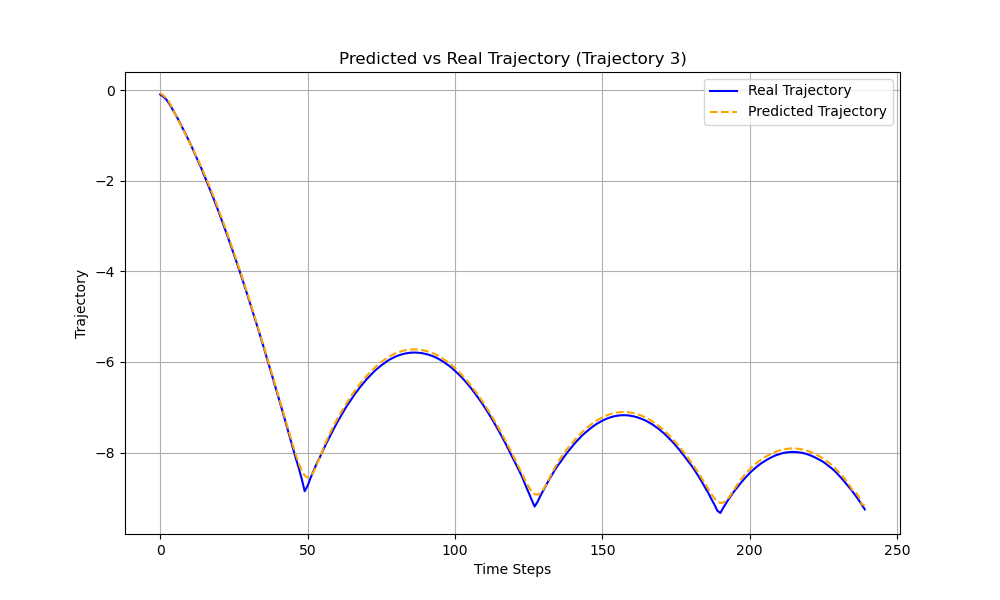 Predicted vs Real Trajectory (Trajectory 3)
Real Trajectory
Predicted Trajectory
Trajectory
0
−2
−4
−6
−8
0 50 100 150 200 250
Time Steps